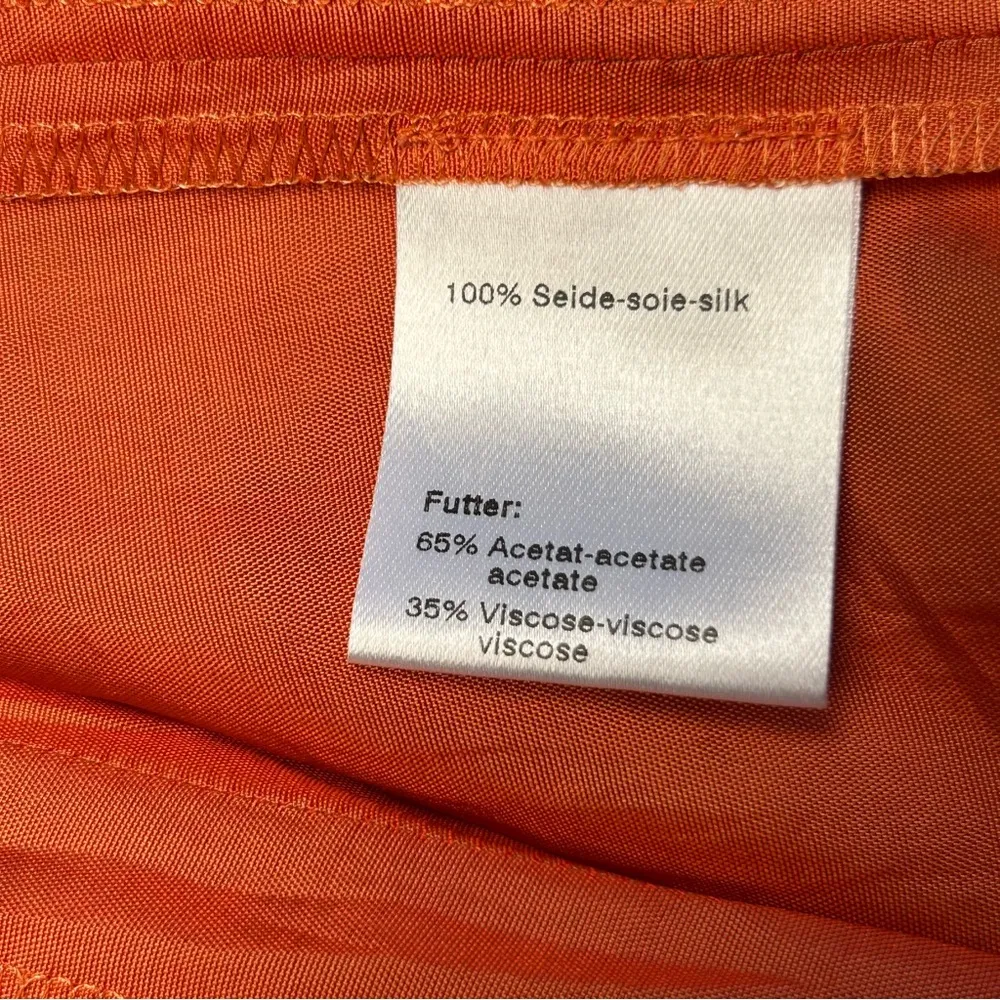 100% Seide-soie-silk
Futter:
65% Acetat-acetate
acetate
35% Viscose-viscose
viscose